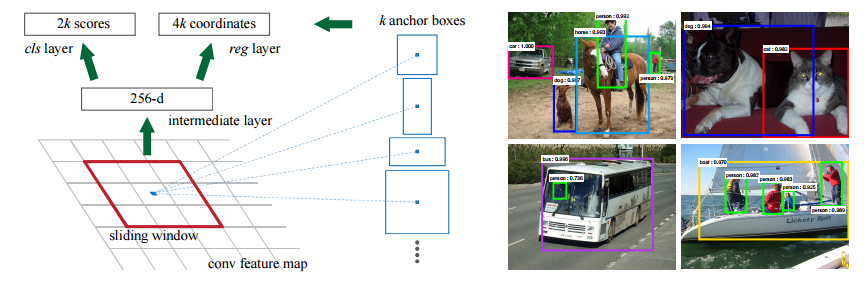 2k scores
4k coordinates
k anchor boxes
cls layer
reg layer
256-d
intermediate layer
sliding window
conv feature map
person : 0.992
horse : 0.993
car : 1.000
person : 0.979
dog : 0.997
dog : 0.994
cat : 0.982
bus : 0.996
person : 0.736
boat : 0.970
person : 0.982
person : 0.983
person : 0.925
person : 0.989
Lickety Split